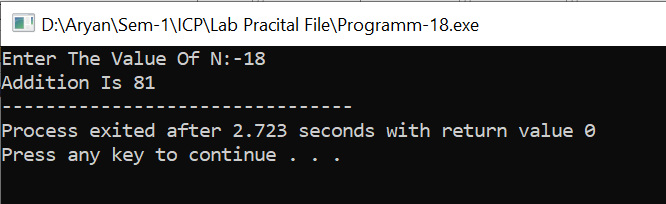 D:\Aryan\Sem-1\ICP\Lab Pracital File\Programm-18.exe
Enter The Value Of N:-18
Addition Is 81
--------------------------------
Process exited after 2.723 seconds with return value 0
Press any key to continue . . .